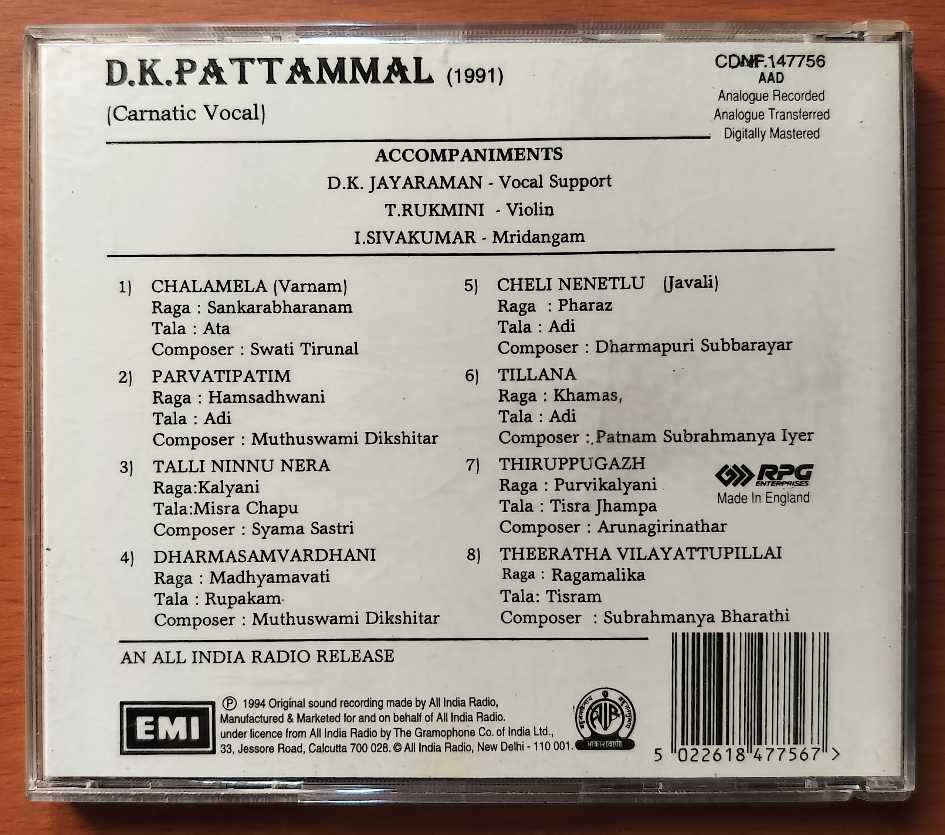 D.K.PATTAMMAL (1991)
(Carnatic Vocal)
CDNF.147756
AAD
Analogue Recorded
Analogue Transferred
Digitally Mastered
ACCOMPANIMENTS
D.K. JAYARAMAN - Vocal Support
T.RUKMINI - Violin
I.SIVAKUMAR - Mridangam
1) CHALAMELA (Varnam)
Raga : Sankarabharanam
Tala : Ata
Composer : Swati Tirunal
2) PARVATIPATIM
Raga : Hamsadhwani
Tala : Adi
Composer : Muthuswami Dikshitar
3) TALLI NINNU NERA
Raga:Kalyani
Tala:Misra Chapu
Composer : Syama Sastri
4) DHARMASAMVARDHANI
Raga : Madhyamavati
Tala : Rupakam
Composer : Muthuswami Dikshitar
5) CHELI NENETLU (Javali)
Raga : Pharaz
Tala : Adi
Composer : Dharmapuri Subbarayar
6) TILLANA
Raga : Khamas,
Tala : Adi
Composer : Patnam Subrahmanya Iyer
7) THIRUPPUGAZH
Raga : Purvikalyani
Tala : Tisra Jhampa
Composer : Arunagirinathar
8) THEERATHA VILAYATTUPILLAI
Raga : Ragamalika
Tala: Tisram
Composer : Subrahmanya Bharathi
RPG
ENTERPRISES
Made In England
AN ALL INDIA RADIO RELEASE
EMI
℗ 1994 Original sound recording made by All India Radio,
Manufactured & Marketed for and on behalf of All India Radio.
under licence from All India Radio by The Gramophone Co. of India Ltd.,
33, Jessore Road, Calcutta 700 028. © All India Radio, New Delhi - 110 001.
AIR
आकाशवाणी
5 022618 477567 >